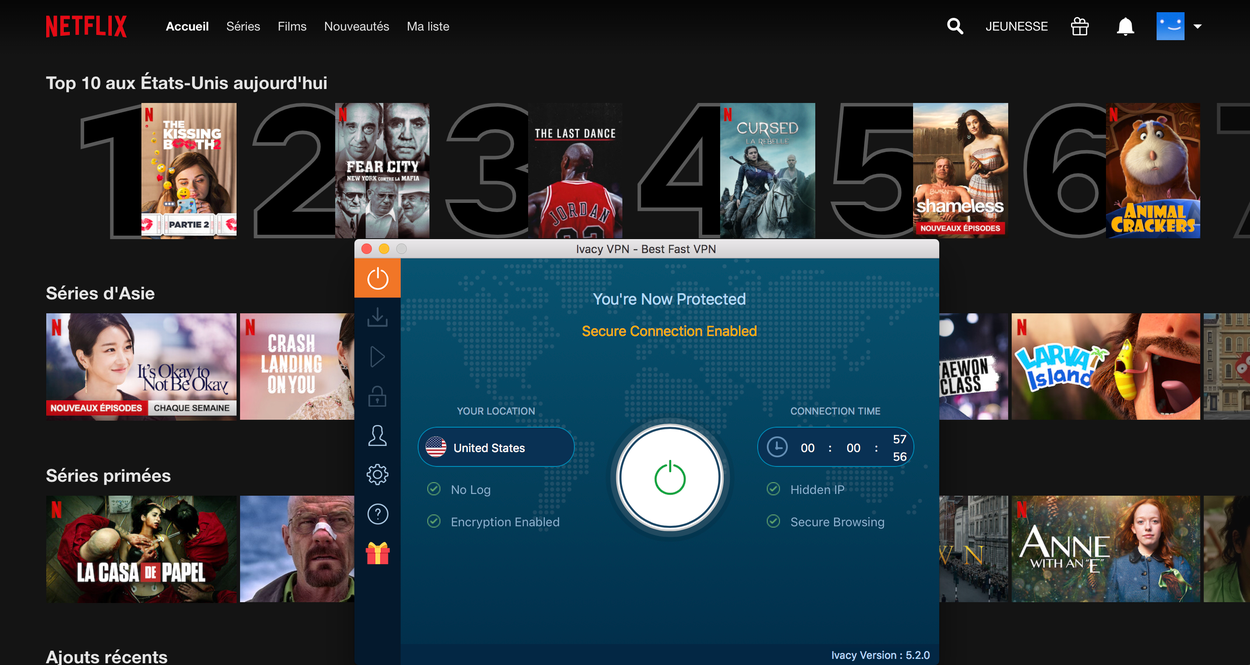 NETFLIX
Accueil Séries Films Nouveautés Ma liste JEUNESSE
Top 10 aux États-Unis aujourd'hui
1 2 3 4 5 6
N THE KISSING BOOTH 2
PARTIE 2
N FEAR CITY
NEW YORK CONTRE LA MAFIA
THE LAST DANCE
JORDAN
23
N CURSED
LA REBELLE
shameless
NOUVEAUX ÉPISODES
N ANIMAL CRACKERS
Séries d'Asie
N It's Okay to Not Be Okay
NOUVEAUX ÉPISODES CHAQUE SEMAINE
N CRASH LANDING ON YOU
CLASS
N LARVA Island
Séries primées
N LA CASA DE PAPEL
N ANNE
WITH AN "E"
Ajouts récents
Ivacy VPN - Best Fast VPN
You're Now Protected
Secure Connection Enabled
YOUR LOCATION
United States
No Log
Encryption Enabled
CONNECTION TIME
00 : 00 : 57
56
Hidden IP
Secure Browsing
?
Ivacy Version : 5.2.0